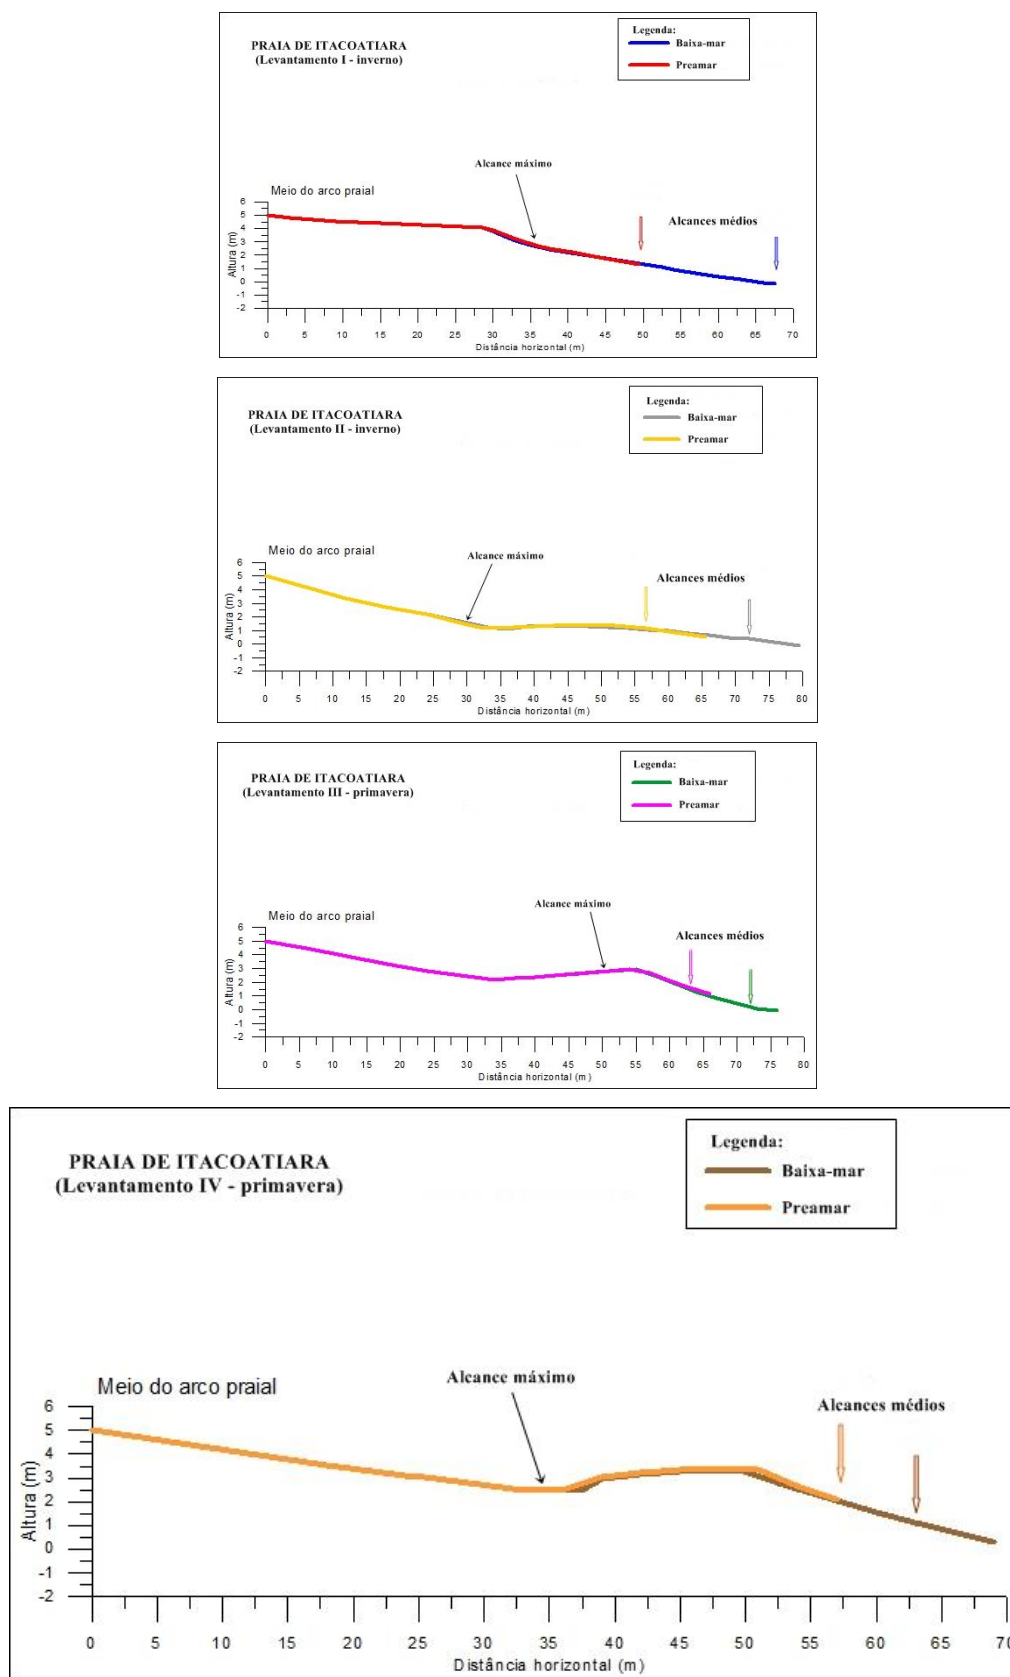 PRAIA DE ITACOATIARA
(Levantamento I - inverno)
Legenda:
Baixa-mar
Preamar
Alcance máximo
Meio do arco praial
Alcances médios
Altura (m)
6
5
4
3
2
1
0
-1
-2
0 5 10 15 20 25 30 35 40 45 50 55 60 65 70
Distância horizontal (m)
PRAIA DE ITACOATIARA
(Levantamento II - inverno)
Legenda:
Baixa-mar
Preamar
Meio do arco praial
Alcance máximo
Alcances médios
Altura (m)
6
5
4
3
2
1
0
-1
-2
0 5 10 15 20 25 30 35 40 45 50 55 60 65 70 75 80
Distância horizontal (m)
PRAIA DE ITACOATIARA
(Levantamento III - primavera)
Legenda:
Baixa-mar
Preamar
Alcance máximo
Meio do arco praial
Alcances médios
Altura (m)
6
5
4
3
2
1
0
-1
-2
0 5 10 15 20 25 30 35 40 45 50 55 60 65 70 75 80
Distância horizontal (m)
PRAIA DE ITACOATIARA
(Levantamento IV - primavera)
Legenda:
Baixa-mar
Preamar
Alcance máximo
Meio do arco praial
Alcances médios
Altura (m)
6
5
4
3
2
1
0
-1
-2
0 5 10 15 20 25 30 35 40 45 50 55 60 65 70
Distância horizontal (m)